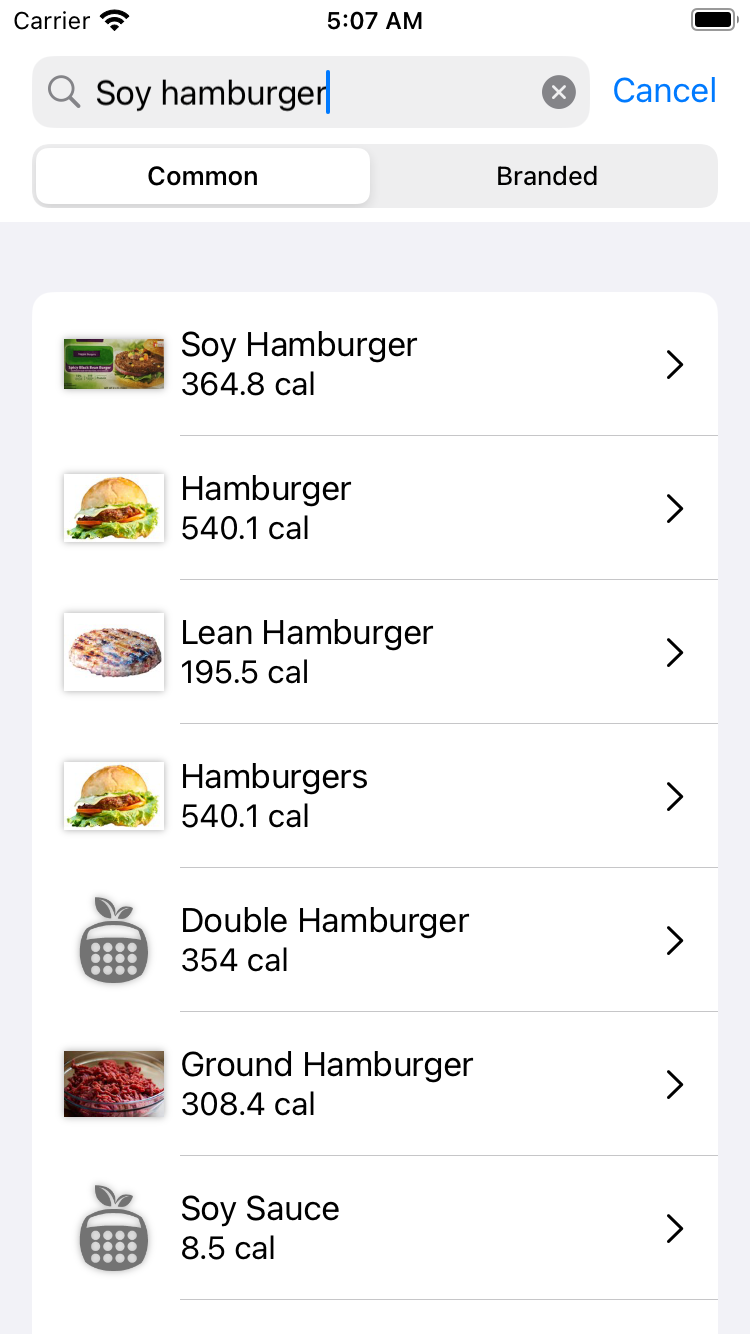 Carrier 5:07 AM
Soy hamburger Cancel
Common Branded
Soy Hamburger
364.8 cal
Hamburger
540.1 cal
Lean Hamburger
195.5 cal
Hamburgers
540.1 cal
Double Hamburger
354 cal
Ground Hamburger
308.4 cal
Soy Sauce
8.5 cal